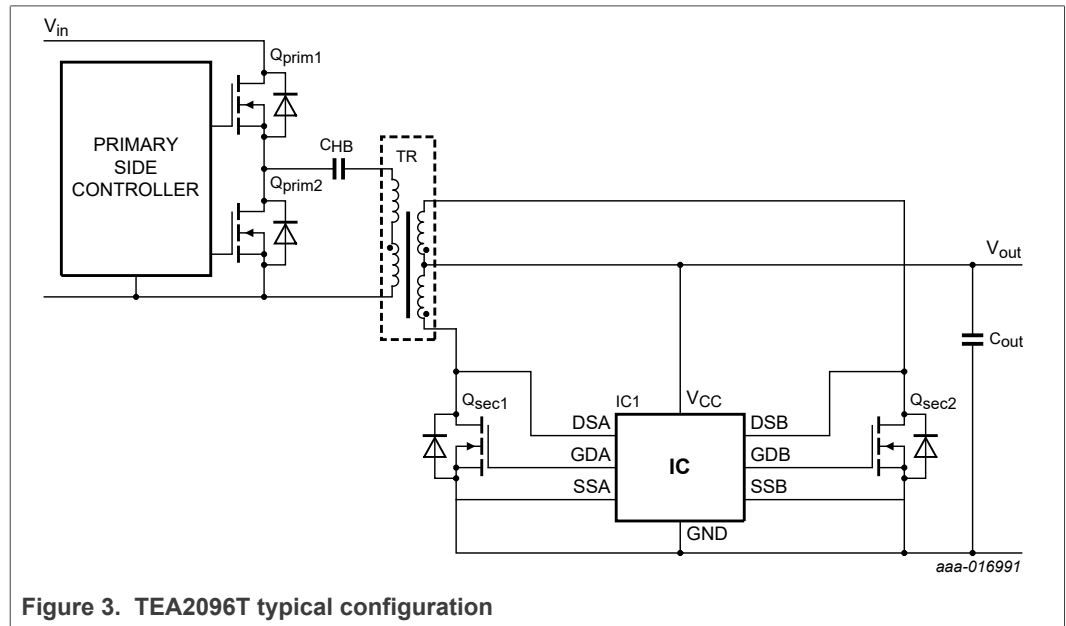 Vin
Qprim1
PRIMARY
SIDE
CONTROLLER
CHB
TR
Qprim2
Vout
Cout
Qsec1
IC1
VCC
Qsec2
DSA
DSB
GDA
IC
GDB
SSA
SSB
GND
aaa-016991
Figure 3. TEA2096T typical configuration